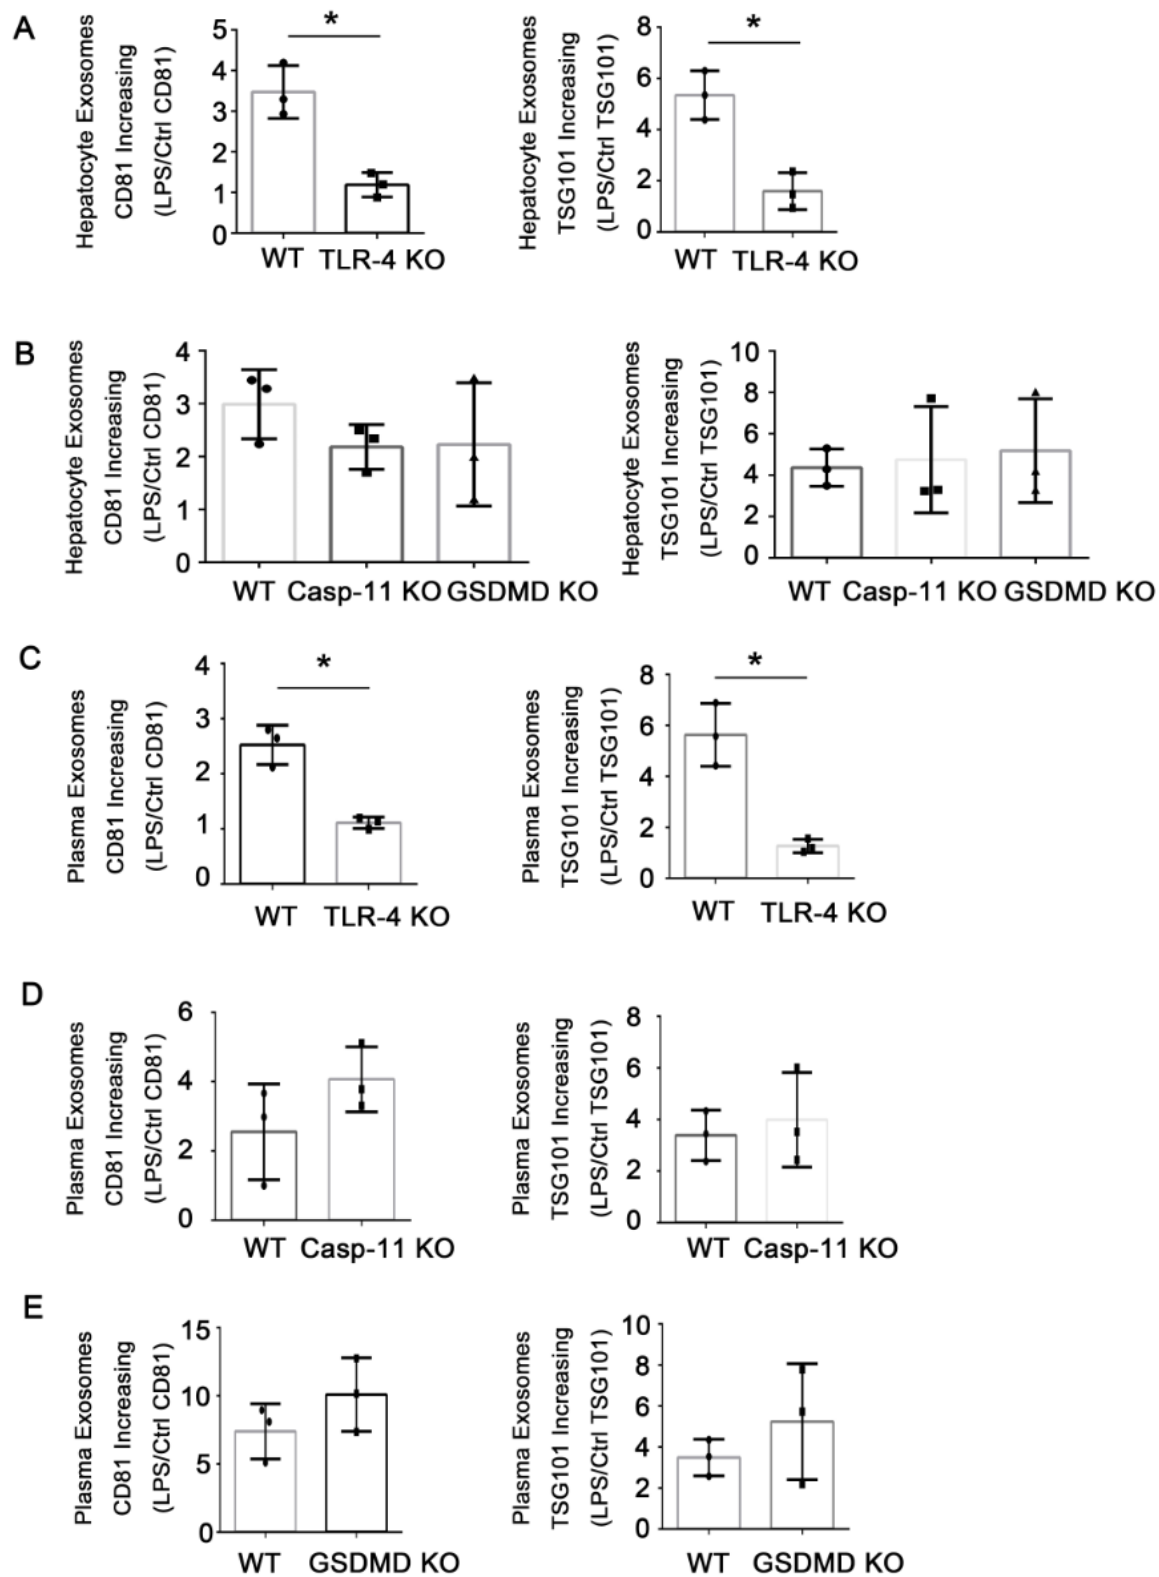 A
Hepatocyte Exosomes
CD81 Increasing
(LPS/Ctrl CD81)
5
4
3
2
1
0
*
WT TLR-4 KO
Hepatocyte Exosomes
TSG101 Increasing
(LPS/Ctrl TSG101)
8
6
4
2
0
*
WT TLR-4 KO
B
Hepatocyte Exosomes
CD81 Increasing
(LPS/Ctrl CD81)
4
3
2
1
0
WT Casp-11 KO GSDMD KO
Hepatocyte Exosomes
TSG101 Increasing
(LPS/Ctrl TSG101)
10
8
6
4
2
0
WT Casp-11 KO GSDMD KO
C
Plasma Exosomes
CD81 Increasing
(LPS/Ctrl CD81)
4
3
2
1
0
*
WT TLR-4 KO
Plasma Exosomes
TSG101 Increasing
(LPS/Ctrl TSG101)
8
6
4
2
0
*
WT TLR-4 KO
D
Plasma Exosomes
CD81 Increasing
(LPS/Ctrl CD81)
6
4
2
0
WT Casp-11 KO
Plasma Exosomes
TSG101 Increasing
(LPS/Ctrl TSG101)
8
6
4
2
0
WT Casp-11 KO
E
Plasma Exosomes
CD81 Increasing
(LPS/Ctrl CD81)
15
10
5
0
WT GSDMD KO
Plasma Exosomes
TSG101 Increasing
(LPS/Ctrl TSG101)
10
8
6
4
2
0
WT GSDMD KO